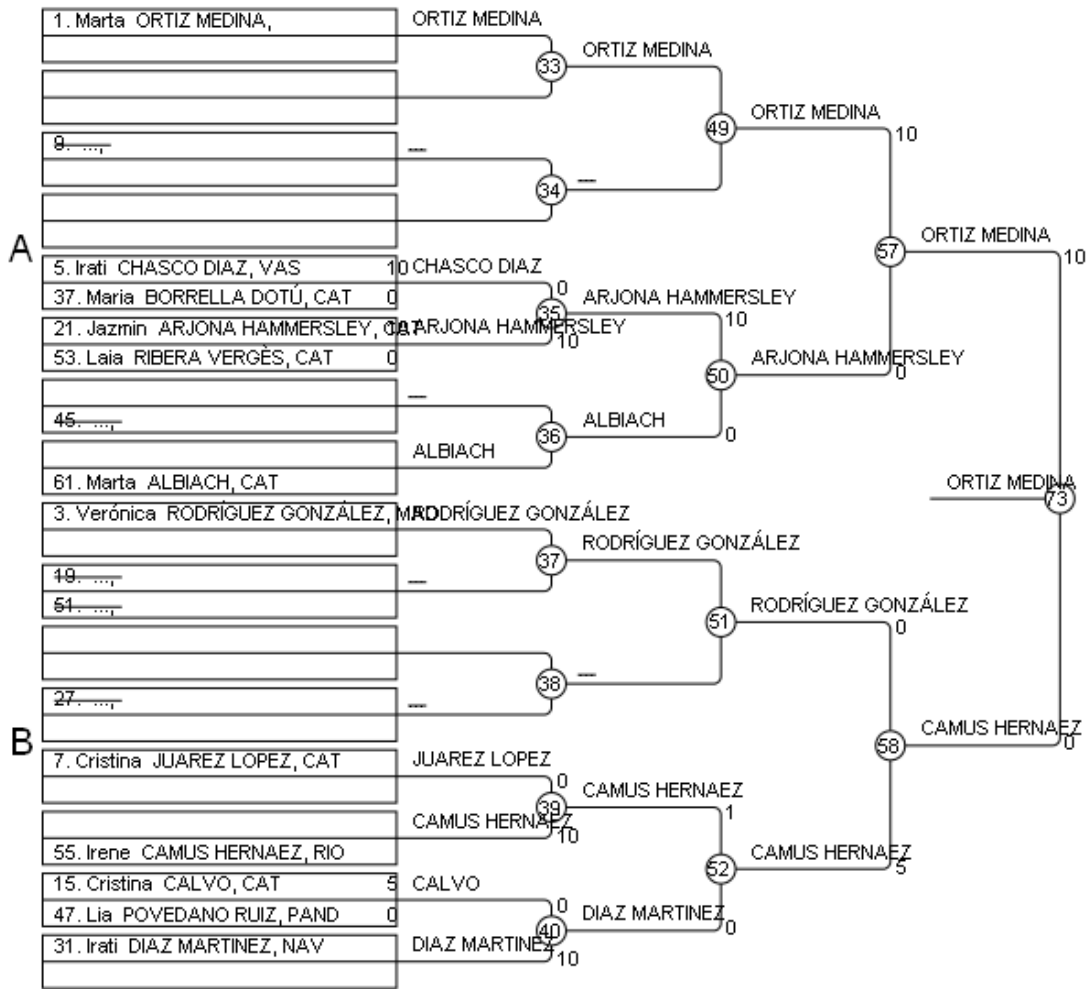 1. Marta ORTIZ MEDINA, ORTIZ MEDINA
33 ORTIZ MEDINA
49 ORTIZ MEDINA 10
9. ..., ---
34 ---
A
57 ORTIZ MEDINA 10
5. Irati CHASCO DIAZ, VAS 10 CHASCO DIAZ 0
37. Maria BORRELLA DOTÚ, CAT 0
35 ARJONA HAMMERSLEY 10
21. Jazmin ARJONA HAMMERSLEY, CAT 10 ARJONA HAMMERSLEY 10
53. Laia RIBERA VERGÈS, CAT 0
50 ARJONA HAMMERSLEY 0
---
45. ...,
36 ALBIACH 0
ALBIACH
61. Marta ALBIACH, CAT
73 ORTIZ MEDINA
3. Verónica RODRÍGUEZ GONZÁLEZ, MAD RODRÍGUEZ GONZÁLEZ
37 RODRÍGUEZ GONZÁLEZ
19. ..., ---
51. ...,
51 RODRÍGUEZ GONZÁLEZ 0
38 ---
27. ..., ---
B
58 CAMUS HERNAEZ 0
7. Cristina JUAREZ LOPEZ, CAT JUAREZ LOPEZ 0
39 CAMUS HERNAEZ 1
CAMUS HERNAEZ 10
55. Irene CAMUS HERNAEZ, RIO
52 CAMUS HERNAEZ 5
15. Cristina CALVO, CAT 5 CALVO 0
47. Lia POVEDANO RUIZ, PAND 0
40 DIAZ MARTINEZ 0
31. Irati DIAZ MARTINEZ, NAV DIAZ MARTINEZ 10